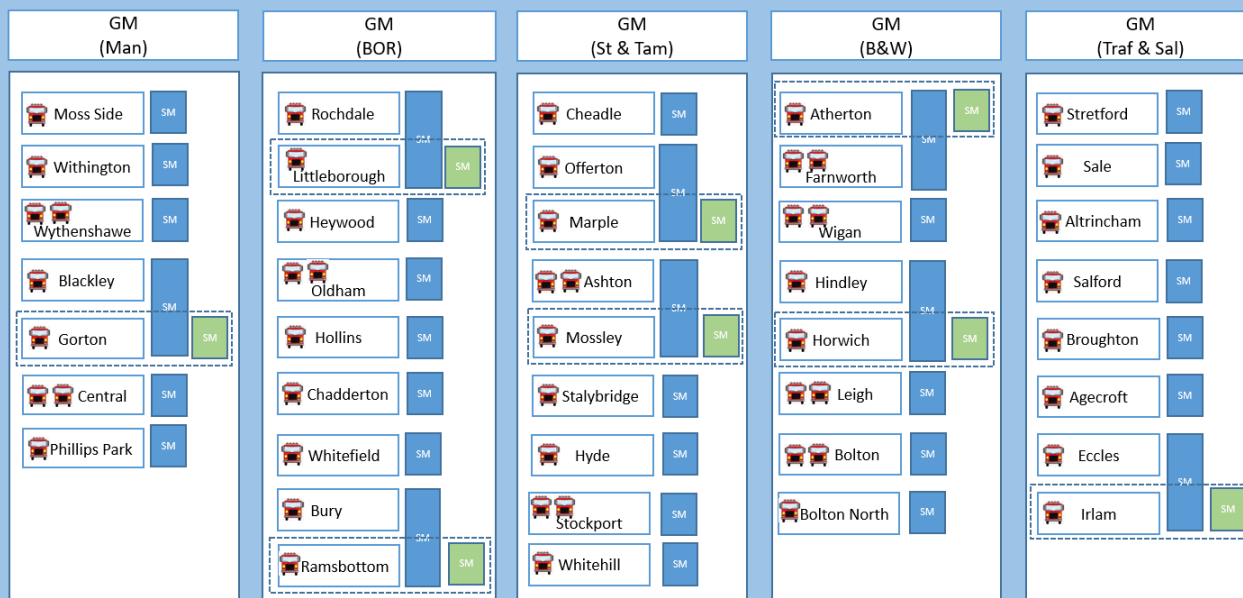 GM
(Man)
Moss Side SM
Withington SM
Wythenshawe SM
Blackley
SM
Gorton SM
Central SM
Phillips Park SM
GM
(BOR)
Rochdale
SM
Littleborough SM
Heywood SM
Oldham SM
Hollins SM
Chadderton SM
Whitefield SM
Bury
SM
Ramsbottom SM
GM
(St & Tam)
Cheadle SM
Offerton
SM
Marple SM
Ashton
SM
Mossley SM
Stalybridge SM
Hyde SM
Stockport SM
Whitehill SM
GM
(B&W)
Atherton SM
SM
Farnworth
Wigan SM
Hindley
SM
Horwich SM
Leigh SM
Bolton SM
Bolton North SM
GM
(Traf & Sal)
Stretford SM
Sale SM
Altrincham SM
Salford SM
Broughton SM
Agecroft SM
Eccles
SM
Irlam SM